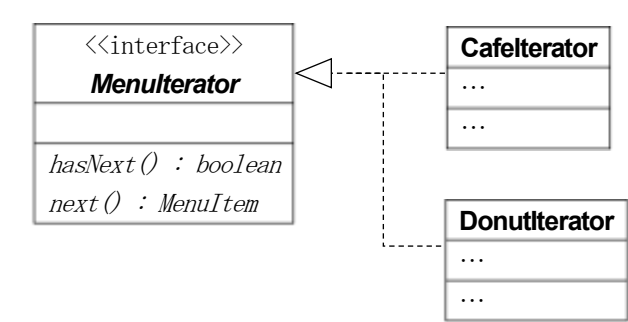 <<interface>>
MenuIterator
hasNext() : boolean
next() : MenuItem
CafeIterator
...
...
DonutIterator
...
...